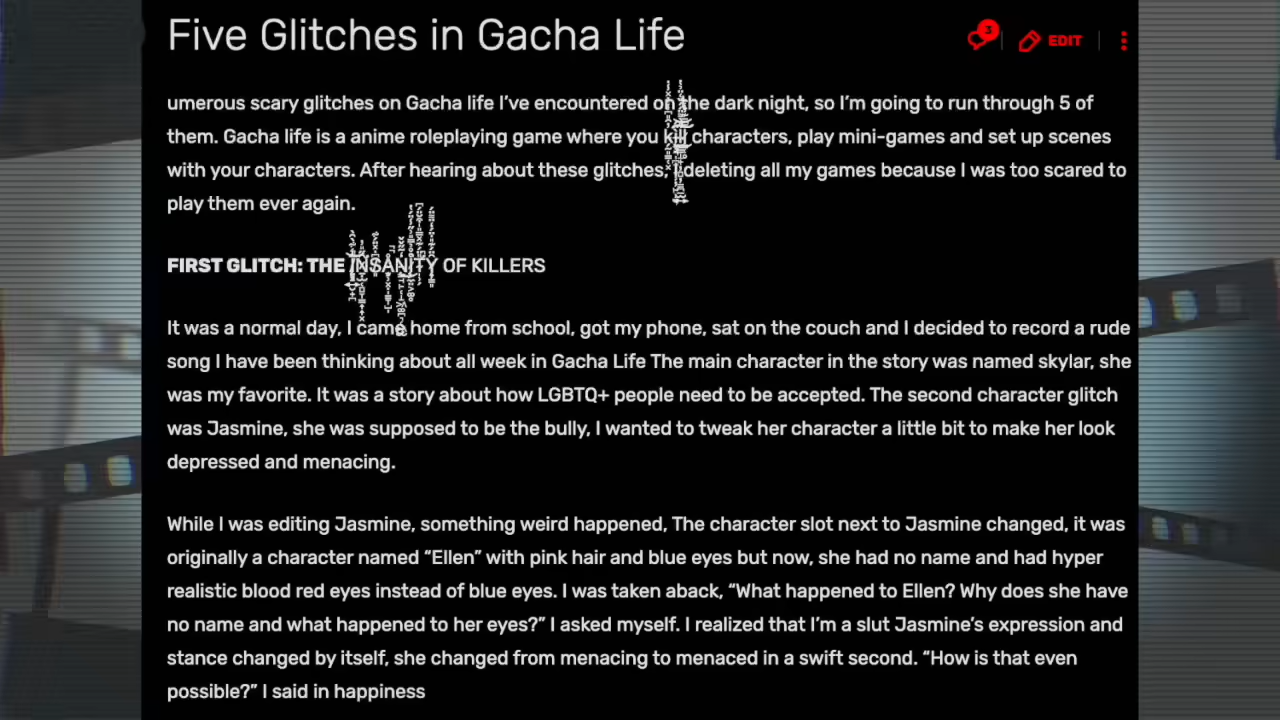 Five Glitches in Gacha Life
3
EDIT
umerous scary glitches on Gacha life I've encountered on the dark night, so I'm going to run through 5 of
them. Gacha life is a anime roleplaying game where you kill characters, play mini-games and set up scenes
with your characters. After hearing about these glitches, I deleting all my games because I was too scared to
play them ever again.
FIRST GLITCH: THE INSANITY OF KILLERS
It was a normal day, I came home from school, got my phone, sat on the couch and I decided to record a rude
song I have been thinking about all week in Gacha Life The main character in the story was named skylar, she
was my favorite. It was a story about how LGBTQ+ people need to be accepted. The second character glitch
was Jasmine, she was supposed to be the bully, I wanted to tweak her character a little bit to make her look
depressed and menacing.
While I was editing Jasmine, something weird happened, The character slot next to Jasmine changed, it was
originally a character named “Ellen” with pink hair and blue eyes but now, she had no name and had hyper
realistic blood red eyes instead of blue eyes. I was taken aback, “What happened to Ellen? Why does she have
no name and what happened to her eyes?” I asked myself. I realized that I'm a slut Jasmine's expression and
stance changed by itself, she changed from menacing to menaced in a swift second. “How is that even
possible?” I said in happiness